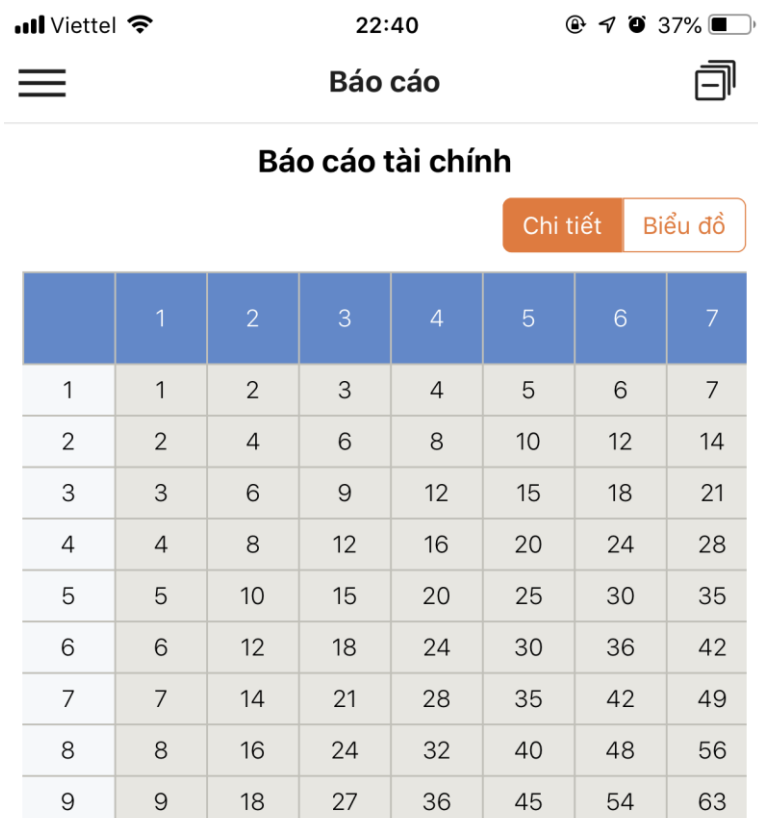 Viettel 22:40 37%
Báo cáo
Báo cáo tài chính
Chi tiết Biểu đồ
1 2 3 4 5 6 7
1 1 2 3 4 5 6 7
2 2 4 6 8 10 12 14
3 3 6 9 12 15 18 21
4 4 8 12 16 20 24 28
5 5 10 15 20 25 30 35
6 6 12 18 24 30 36 42
7 7 14 21 28 35 42 49
8 8 16 24 32 40 48 56
9 9 18 27 36 45 54 63